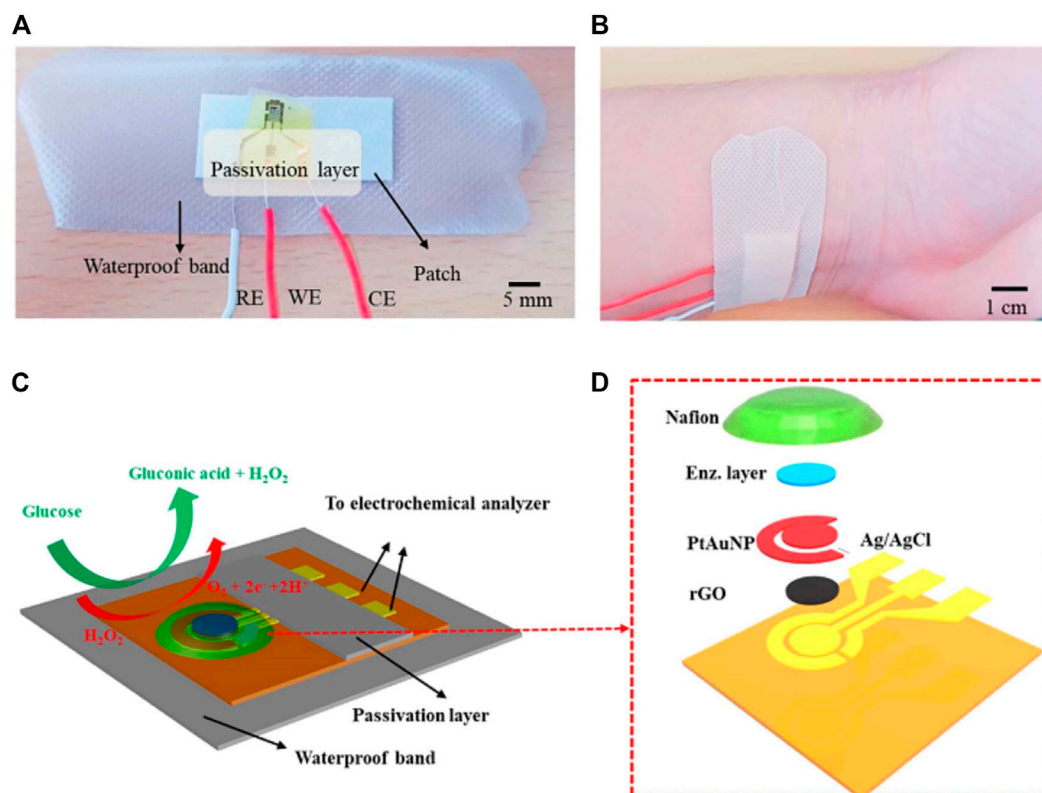 A
Passivation layer
Waterproof band
Patch
RE
WE
CE
5 mm
B
1 cm
C
Gluconic acid + H₂O₂
Glucose
To electrochemical analyzer
O₂ + 2e⁻ +2H⁺
H₂O₂
Passivation layer
Waterproof band
D
Nafion
Enz. layer
PtAuNP
Ag/AgCl
rGO